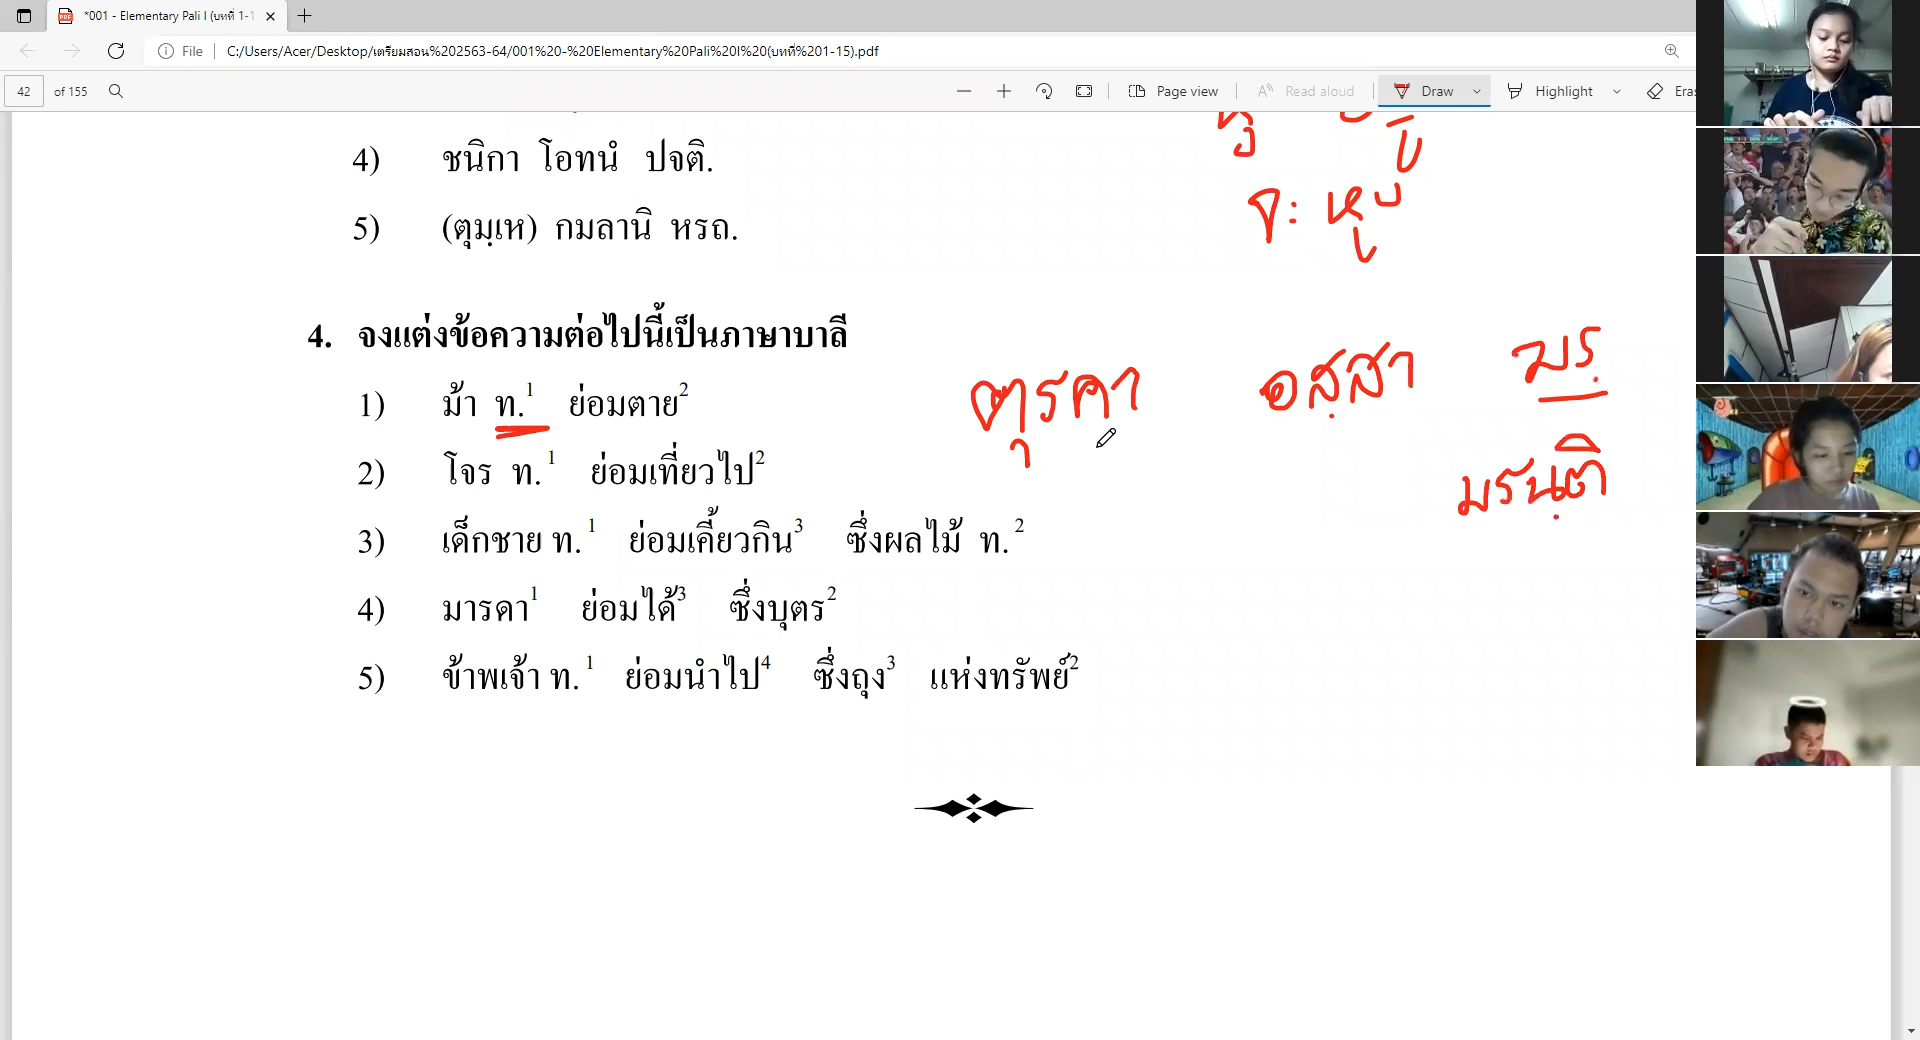 *001 - Elementary Pali I (บทที่ 1-1
File C:/Users/Acer/Desktop/เตรียมสอน%202563-64/001%20-%20Elementary%20Pali%20I%20(บทที่%201-15).pdf
42 of 155 Page view Read aloud Draw Highlight Eras
4) ชนิกา โอทนํ ปจติ.
5) (ตุมฺเห) กมลานิ หรถ.
4. จงแต่งข้อความต่อไปนี้เป็นภาษาบาลี
1) ม้า ท.1 ย่อมตาย2 ตุรคา อสฺสา มรฺ
มรนฺติ
2) โจร ท.1 ย่อมเที่ยวไป2
3) เด็กชาย ท.1 ย่อมเคี้ยวกิน3 ซึ่งผลไม้ ท.2
4) มารดา1 ย่อมได้3 ซึ่งบุตร2
5) ข้าพเจ้า ท.1 ย่อมนำไป4 ซึ่งถุง3 แห่งทรัพย์2